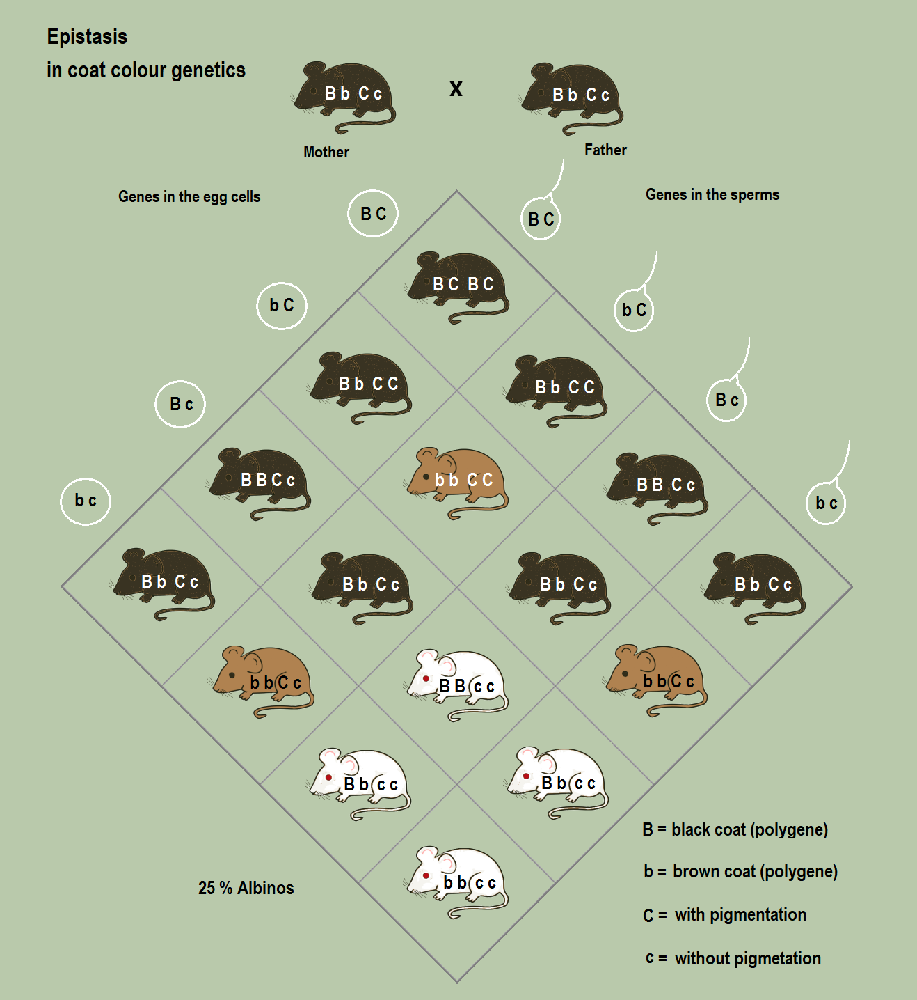 Epistasis
in coat colour genetics
B b C c
x
B b C c
Mother
Father
Genes in the egg cells
Genes in the sperms
B C
B C
B C B C
b C
b C
B b C C
B b C C
B c
B c
B B C c
b b C C
B B C c
b c
b c
B b C c
B b C c
B b C c
B b C c
b b C c
B B c c
b b C c
B b c c
B b c c
b b c c
B = black coat (polygene)
b = brown coat (polygene)
C = with pigmentation
c = without pigmetation
25 % Albinos